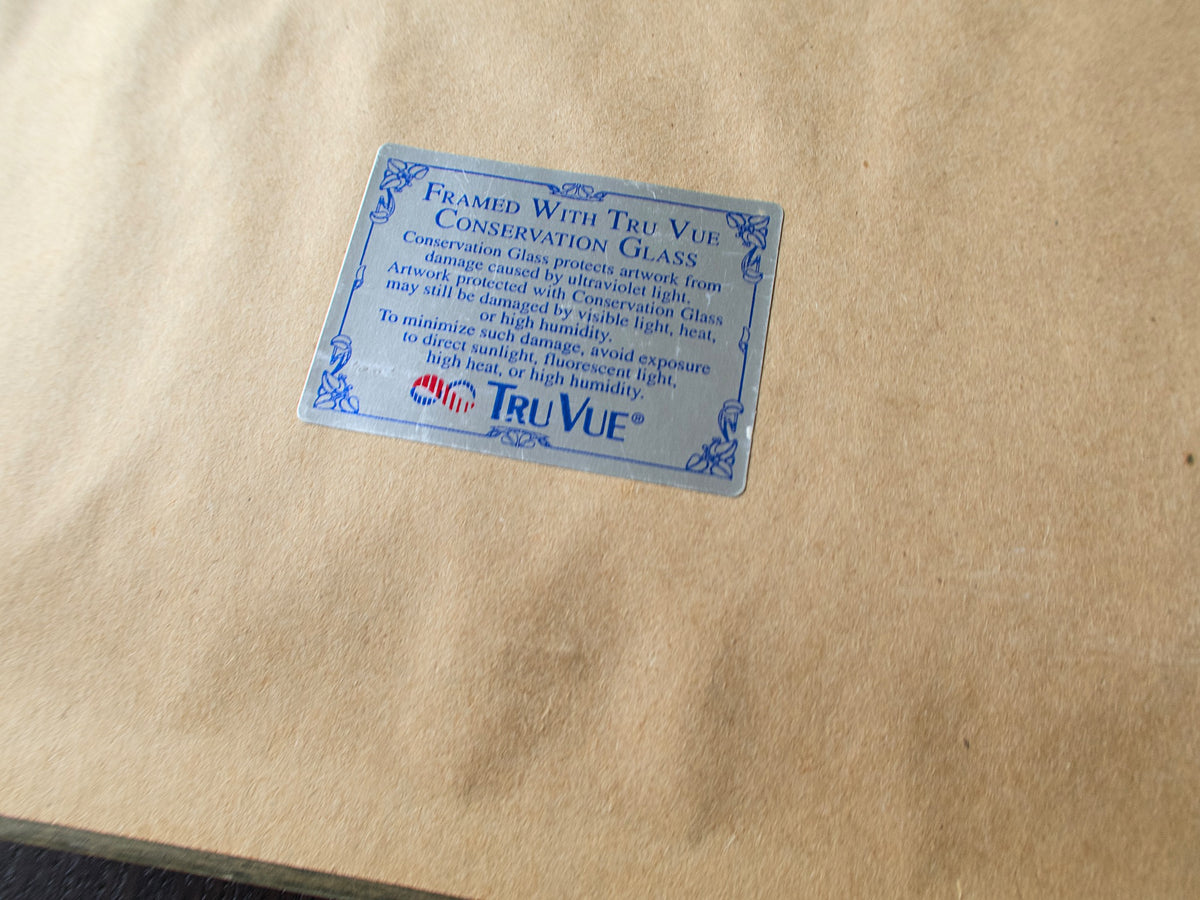 FRAMED WITH TRU VUE
CONSERVATION GLASS
Conservation Glass protects artwork from
damage caused by ultraviolet light.
Artwork protected with Conservation Glass
may still be damaged by visible light, heat,
or high humidity.
To minimize such damage, avoid exposure
to direct sunlight, fluorescent light,
high heat, or high humidity.
TRU VUE®